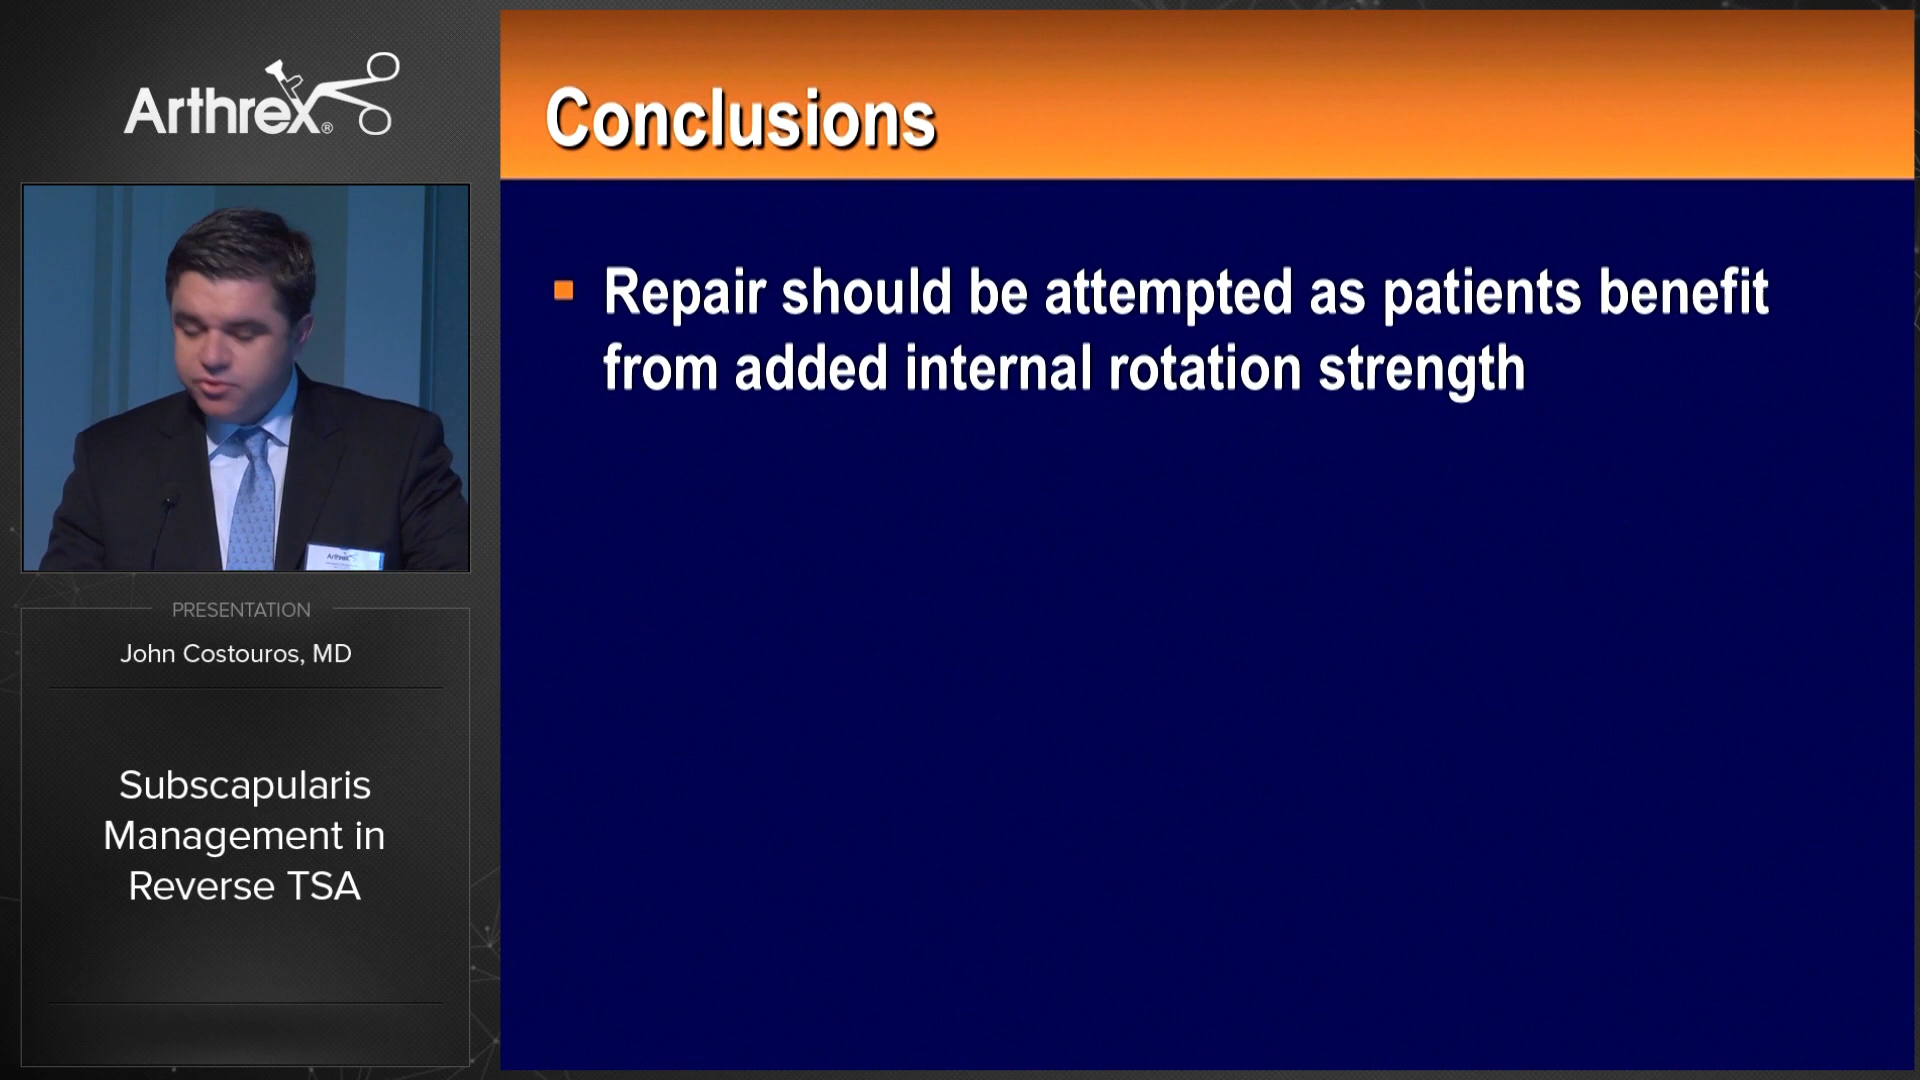 Arthrex®
Conclusions
Repair should be attempted as patients benefit
from added internal rotation strength
Arthrex
PRESENTATION
John Costouros, MD
Subscapularis
Management in
Reverse TSA